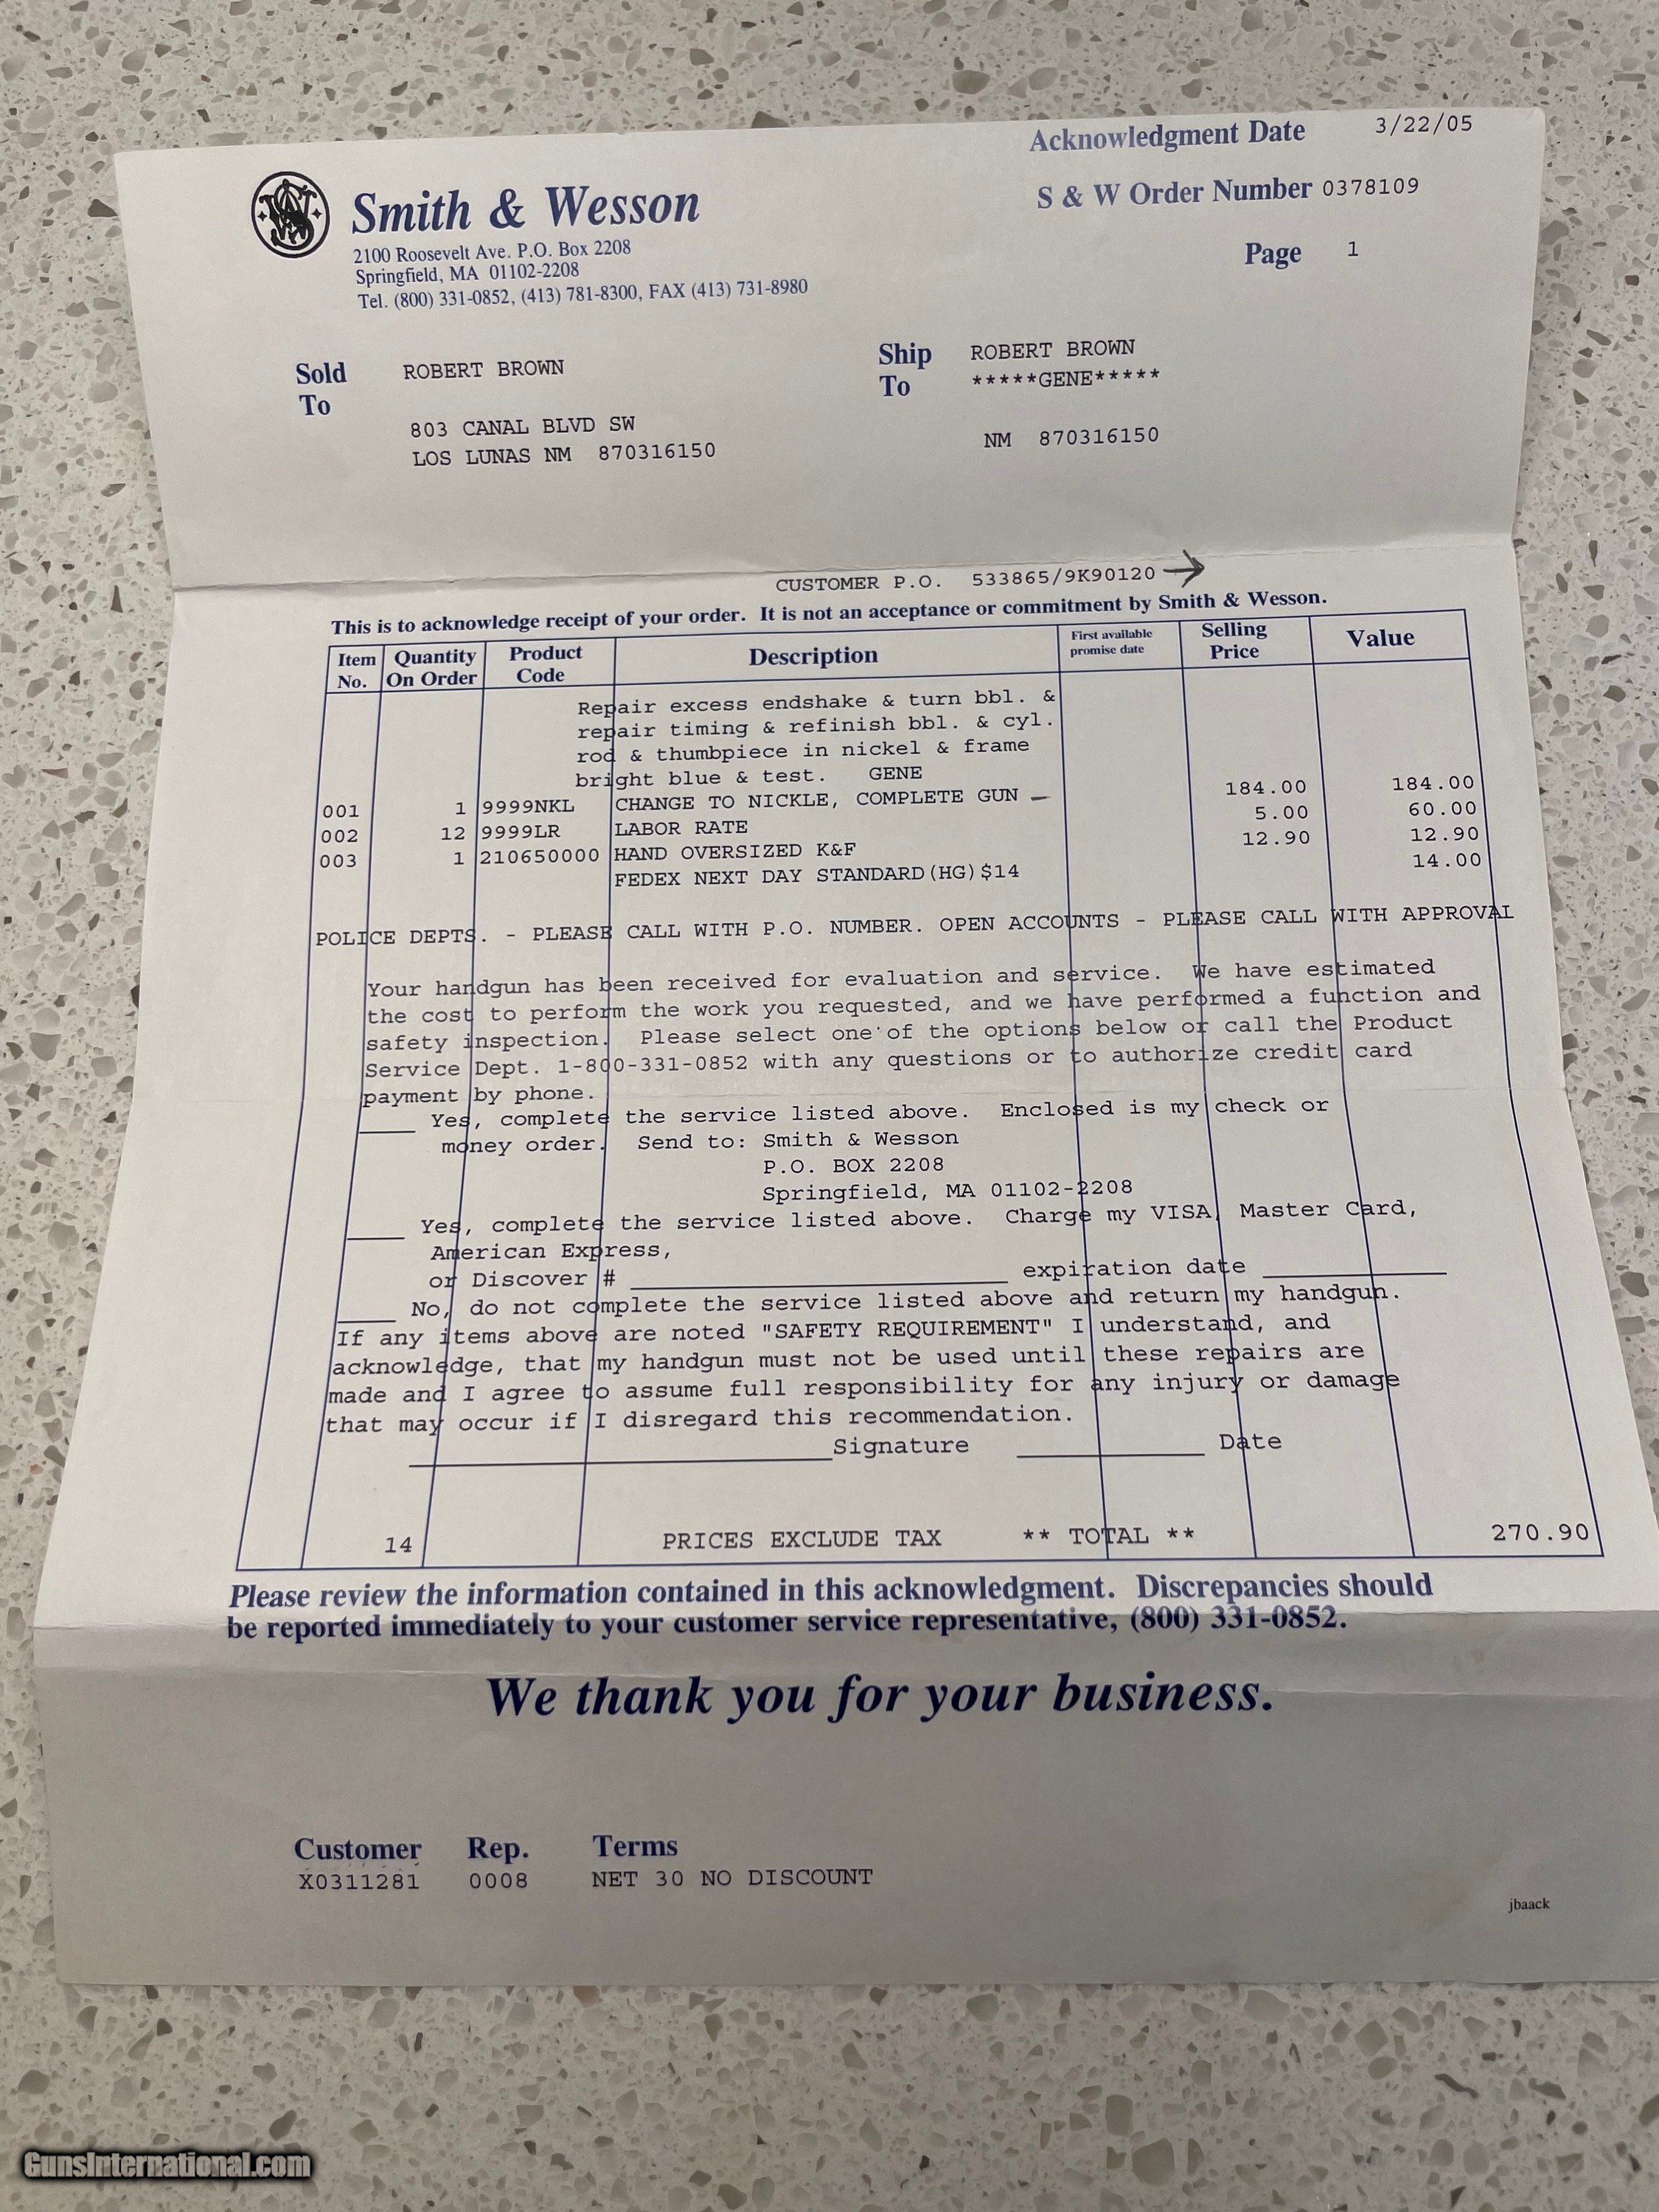 Acknowledgment Date 3/22/05
Smith & Wesson
S & W Order Number 0378109
2100 Roosevelt Ave. P.O. Box 2208
Springfield, MA 01102-2208
Tel. (800) 331-0852, (413) 781-8300, FAX (413) 731-8980
Page 1
Sold To ROBERT BROWN
803 CANAL BLVD SW
LOS LUNAS NM 870316150
Ship To ROBERT BROWN
*****GENE*****
NM 870316150
CUSTOMER P.O. 533865/9K90120 →
This is to acknowledge receipt of your order. It is not an acceptance or commitment by Smith & Wesson.
Item No. Quantity On Order Product Code Description First available promise date Selling Price Value
Repair excess endshake & turn bbl. &
repair timing & refinish bbl. & cyl.
rod & thumbpiece in nickel & frame
bright blue & test. GENE
001 1 9999NKL CHANGE TO NICKLE, COMPLETE GUN 184.00 184.00
002 12 9999LR LABOR RATE 5.00 60.00
003 1 210650000 HAND OVERSIZED K&F 12.90 12.90
FEDEX NEXT DAY STANDARD(HG)$14 14.00
POLICE DEPTS. - PLEASE CALL WITH P.O. NUMBER. OPEN ACCOUNTS - PLEASE CALL WITH APPROVAL
Your handgun has been received for evaluation and service. We have estimated
the cost to perform the work you requested, and we have performed a function and
safety inspection. Please select one of the options below or call the Product
Service Dept. 1-800-331-0852 with any questions or to authorize credit card
payment by phone.
____ Yes, complete the service listed above. Enclosed is my check or
money order. Send to: Smith & Wesson
P.O. BOX 2208
Springfield, MA 01102-2208
____ Yes, complete the service listed above. Charge my VISA, Master Card,
American Express,
or Discover # ____ expiration date ____
____ No, do not complete the service listed above and return my handgun.
If any items above are noted "SAFETY REQUIREMENT" I understand, and
acknowledge, that my handgun must not be used until these repairs are
made and I agree to assume full responsibility for any injury or damage
that may occur if I disregard this recommendation.
____Signature ____ Date
14 PRICES EXCLUDE TAX ** TOTAL ** 270.90
Please review the information contained in this acknowledgment. Discrepancies should
be reported immediately to your customer service representative, (800) 331-0852.
We thank you for your business.
Customer Rep. Terms
X0311281 0008 NET 30 NO DISCOUNT
jbaack
GunsInternational.com